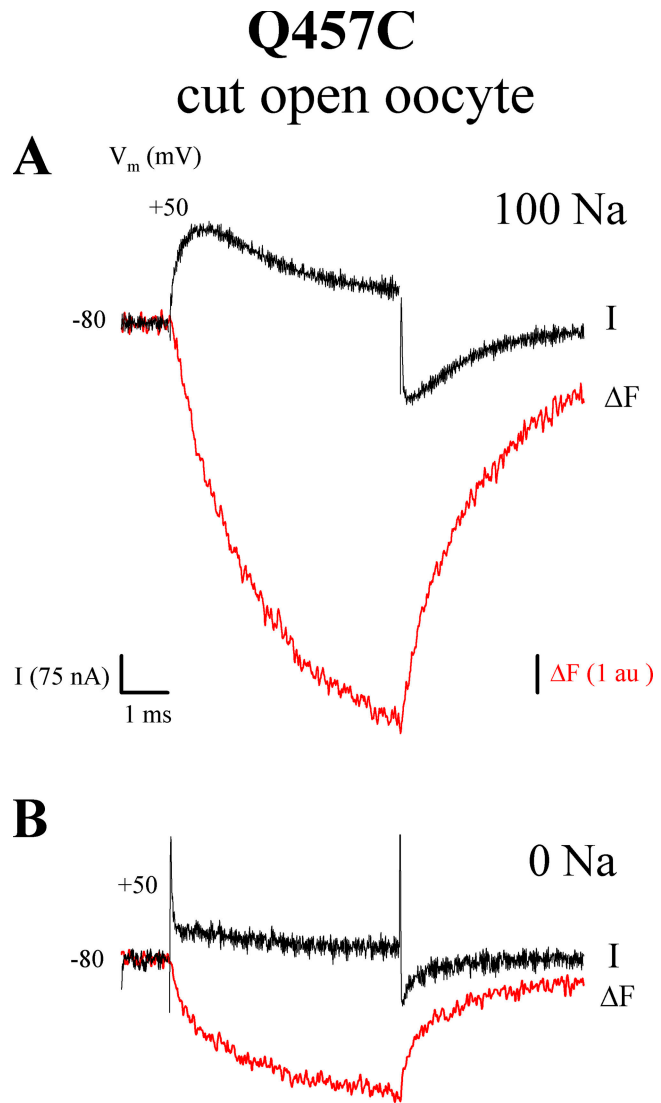 Q457C
cut open oocyte
A
Vm (mV)
+50
100 Na
-80
I
ΔF
I (75 nA)
1 ms
ΔF (1 au )
B
+50
0 Na
-80
I
ΔF